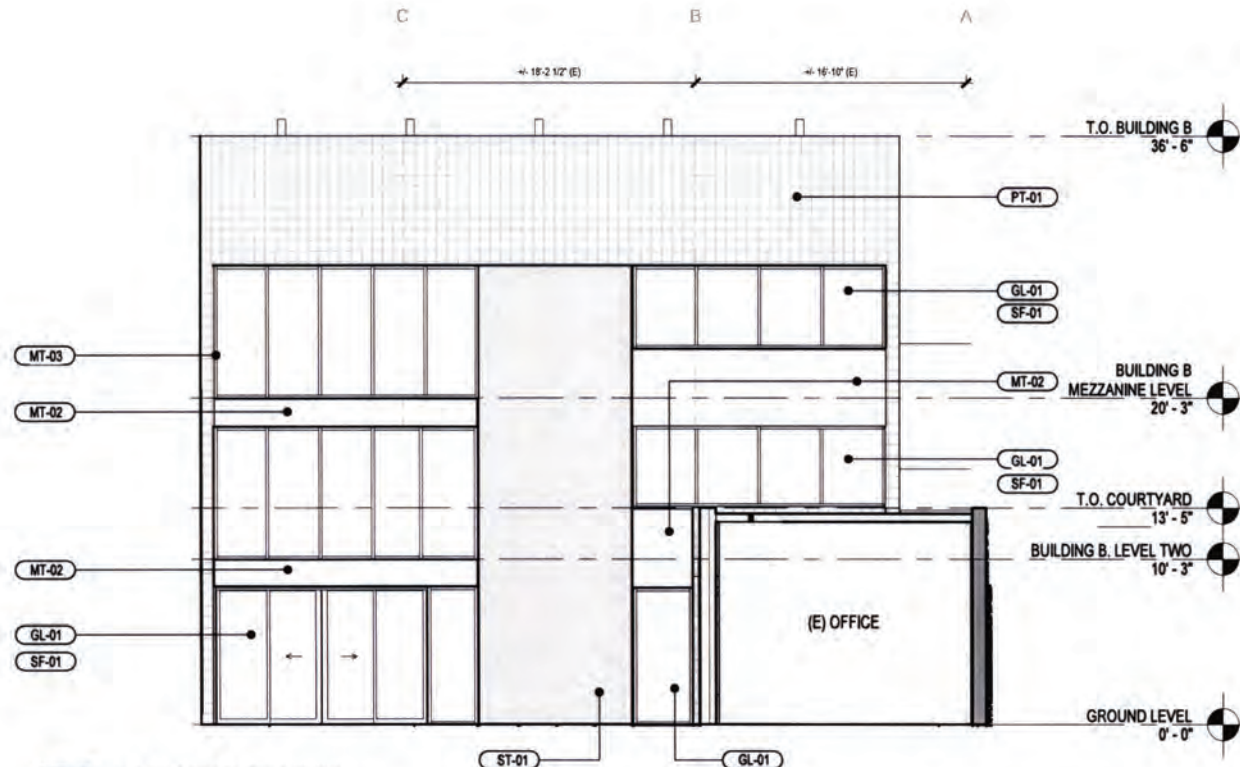 C B A
+/- 18'-2 1/2" (E) +/- 16'-10" (E)
T.O. BUILDING B
36' - 6"
PT-01
GL-01
SF-01
MT-03
BUILDING B
MEZZANINE LEVEL
20' - 3"
MT-02
MT-02
GL-01
SF-01
T.O. COURTYARD
13' - 5"
BUILDING B. LEVEL TWO
10' - 3"
MT-02
(E) OFFICE
GL-01
SF-01
GROUND LEVEL
0' - 0"
ST-01
GL-01